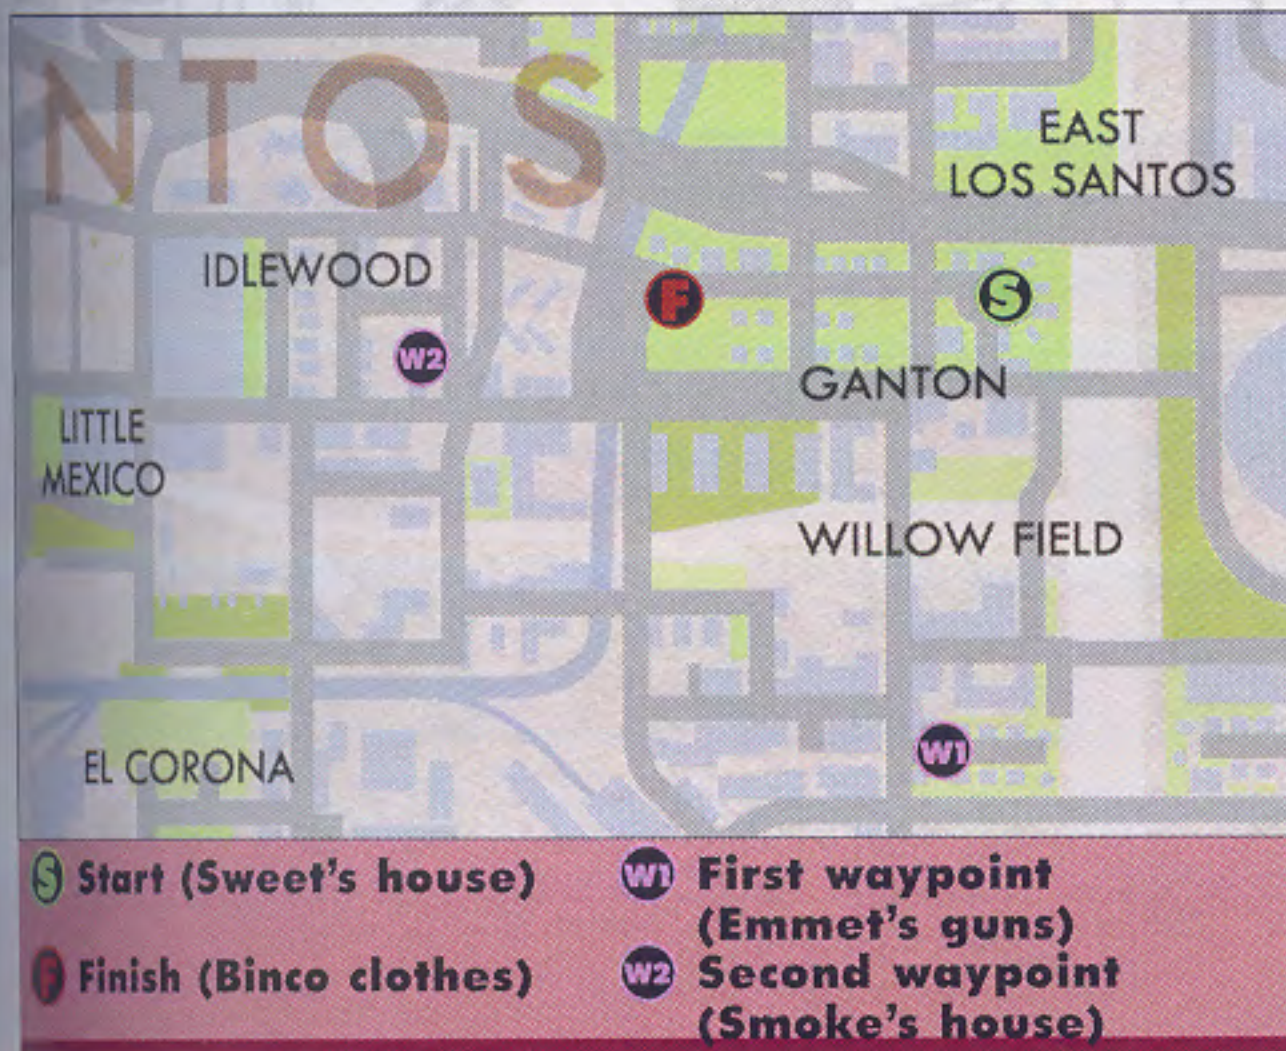 NTOS
EAST
LOS SANTOS
IDLEWOOD
F
S
W2
GANTON
LITTLE
MEXICO
WILLOW FIELD
W1
EL CORONA
S Start (Sweet's house)
F Finish (Binco clothes)
W1 First waypoint
(Emmet's guns)
W2 Second waypoint
(Smoke's house)